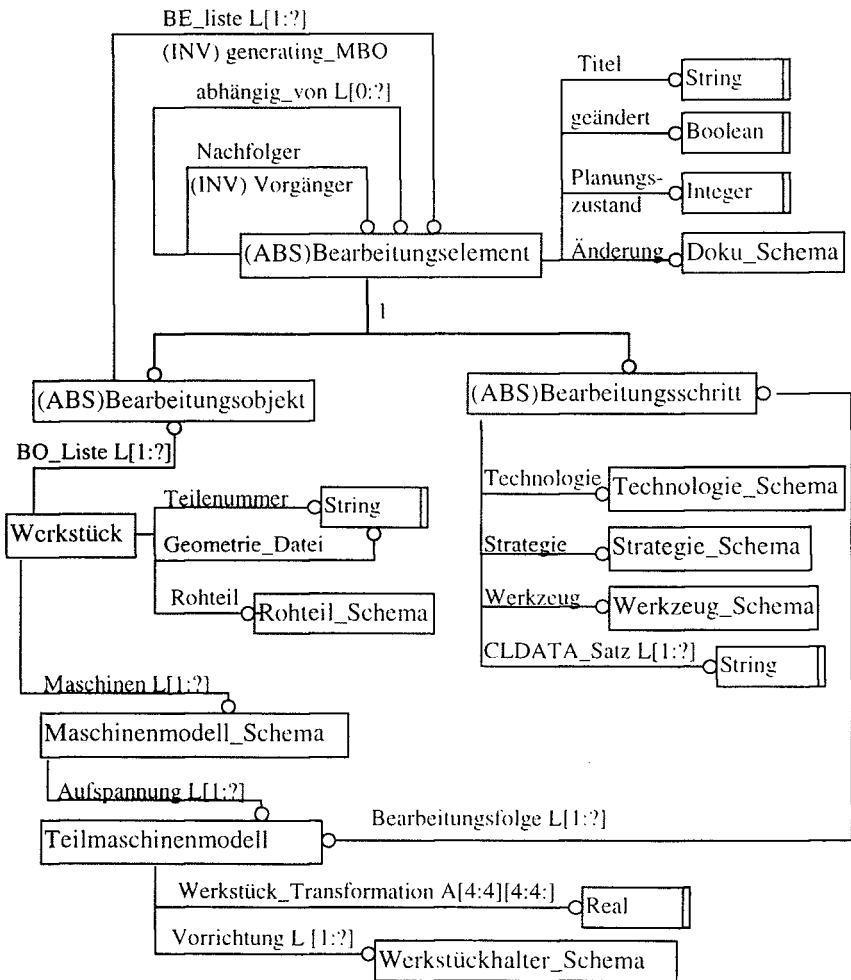 BE_liste L[1:?]
(INV) generating_MBO
abhängig_von L[0:?]
Nachfolger
(INV) Vorgänger
Titel
String
geändert
Boolean
Planungs-
zustand
Integer
Änderung
Doku_Schema
(ABS)Bearbeitungselement
1
(ABS)Bearbeitungsobjekt
(ABS)Bearbeitungsschritt
BO_Liste L[1:?]
Werkstück
Teilenummer
String
Geometrie_Datei
Rohteil
Rohteil_Schema
Technologie
Technologie_Schema
Strategie
Strategie_Schema
Werkzeug
Werkzeug_Schema
CLDATA_Satz L[1:?]
String
Maschinen L[1:?]
Maschinenmodell_Schema
Aufspannung L[1:?]
Teilmaschinenmodell
Bearbeitungsfolge L[1:?]
Werkstück_Transformation A[4:4][4:4:]
Real
Vorrichtung L [1:?]
Werkstückhalter_Schema